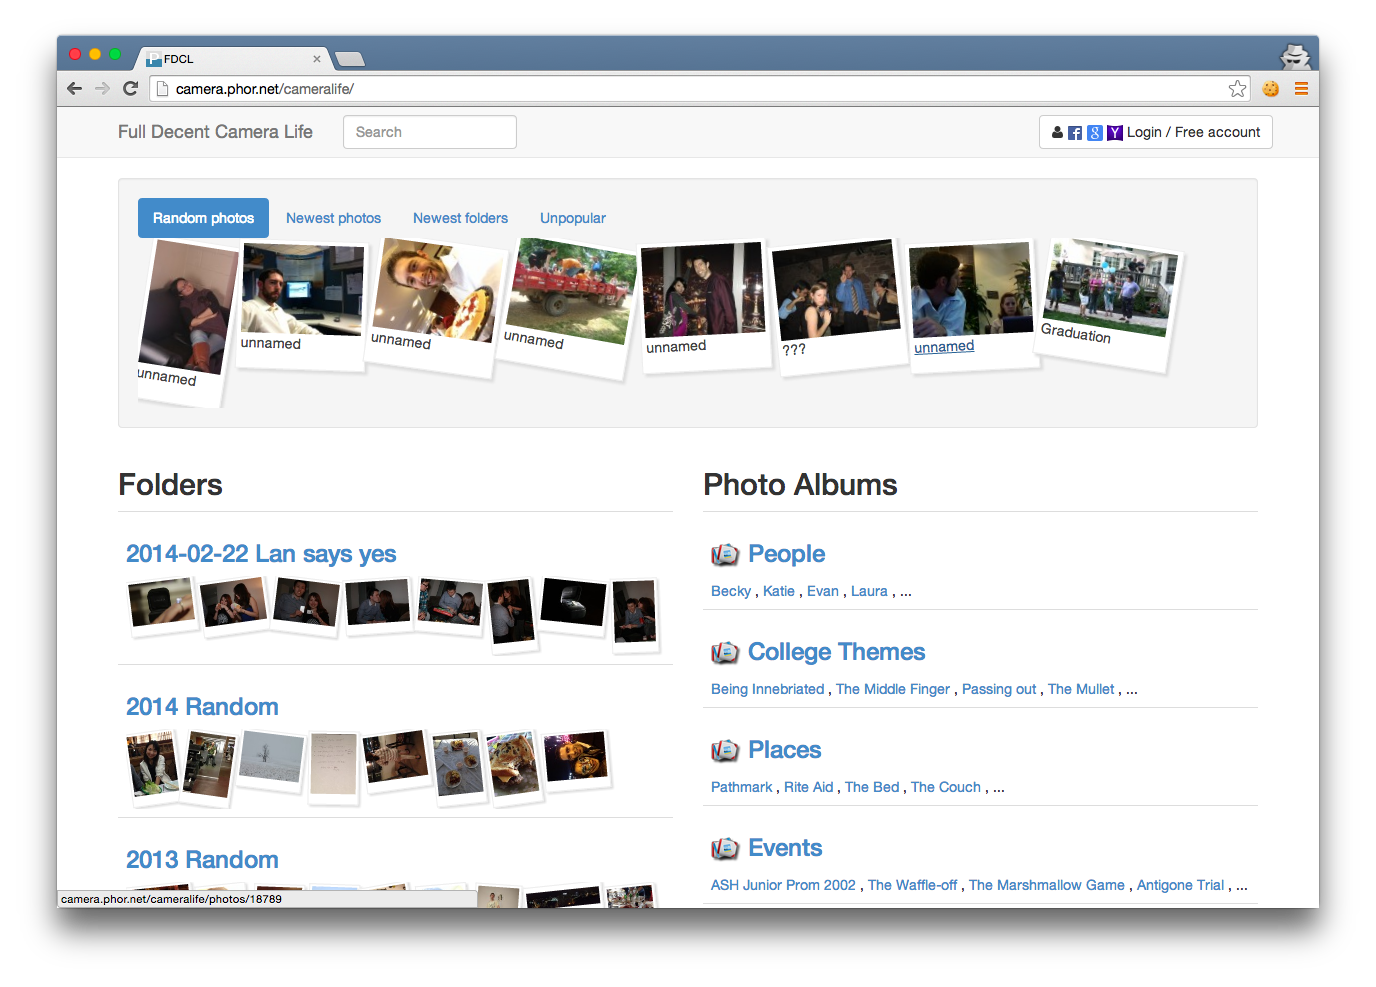 FDCL
camera.phor.net/cameralife/
Full Decent Camera Life
Search
Login / Free account
Random photos
Newest photos
Newest folders
Unpopular
unnamed
unnamed
unnamed
unnamed
unnamed
???
unnamed
Graduation
Folders
2014-02-22 Lan says yes
2014 Random
2013 Random
Photo Albums
People
Becky , Katie , Evan , Laura , ...
College Themes
Being Innebriated , The Middle Finger , Passing out , The Mullet , ...
Places
Pathmark , Rite Aid , The Bed , The Couch , ...
Events
ASH Junior Prom 2002 , The Waffle-off , The Marshmallow Game , Antigone Trial , ...
camera.phor.net/cameralife/photos/18789